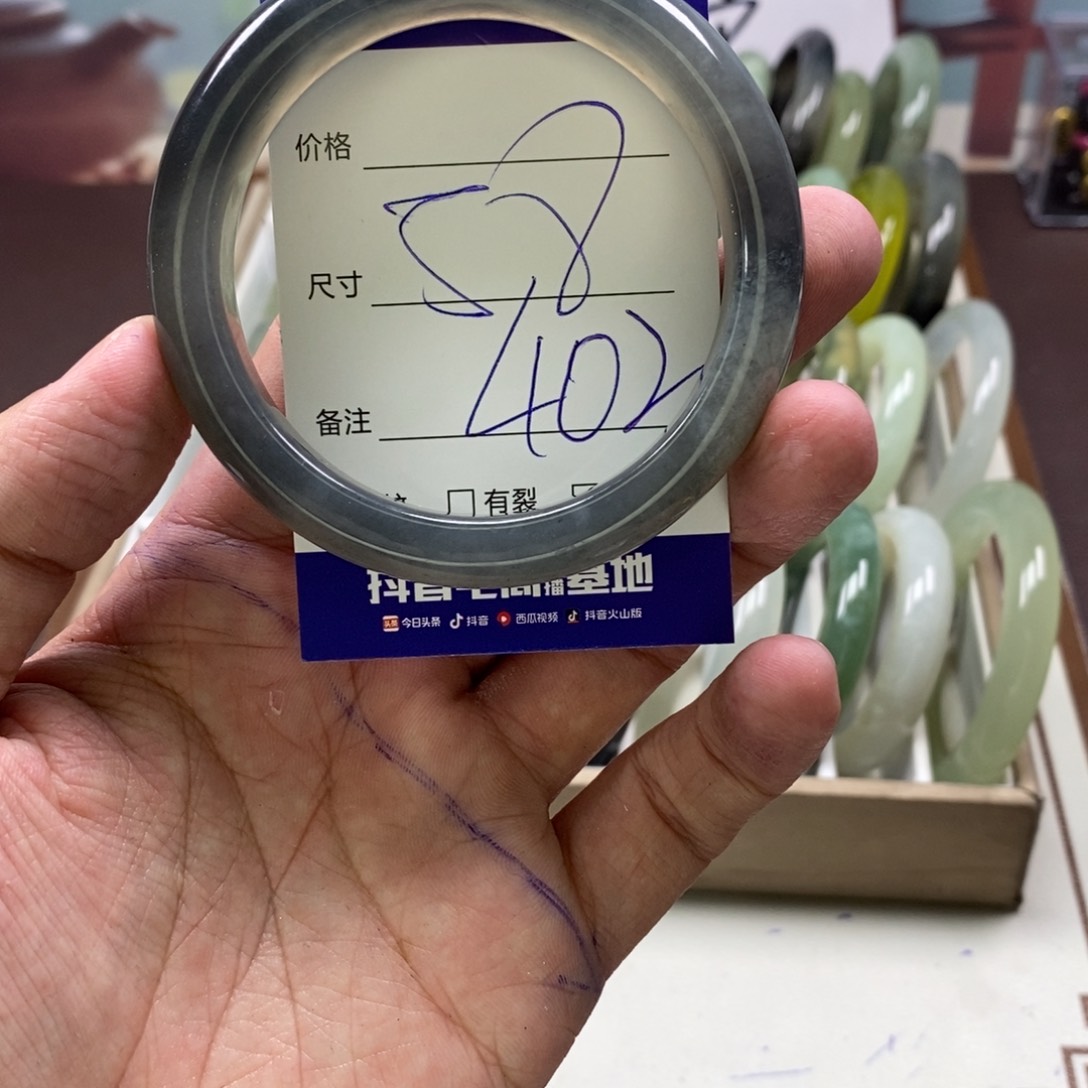 价格
58
尺寸
402
备注
有裂
抖音电商直播基地
今日头条 抖音 西瓜视频 抖音火山版